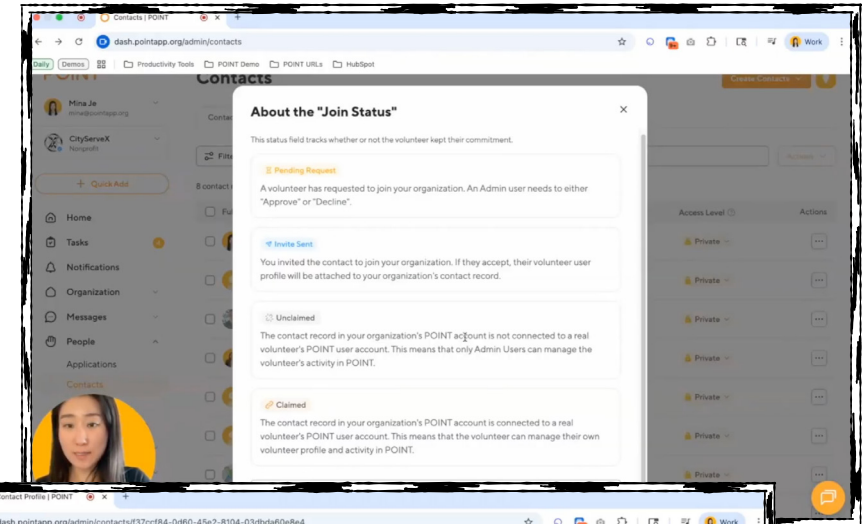 Contacts | POINT
dash.pointapp.org/admin/contacts
Work
Daily
Demos
Productivity Tools
POINT Demo
POINT URLs
HubSpot
POINT
Contacts
Create Contacts
Mina Je
mina@pointapp.org
CityServeX
Nonprofit
+ Quick Add
Home
Tasks
Notifications
Organization
Messages
People
Applications
Contacts
8 contact
Access Level
Actions
Private
Private
Private
Private
Private
Private
Private
About the "Join Status"
This status field tracks whether or not the volunteer kept their commitment.
Pending Request
A volunteer has requested to join your organization. An Admin user needs to either
"Approve" or "Decline".
Invite Sent
You invited the contact to join your organization. If they accept, their volunteer user
profile will be attached to your organization's contact record.
Unclaimed
The contact record in your organization's POINT account is not connected to a real
volunteer's POINT user account. This means that only Admin Users can manage the
volunteer's activity in POINT.
Claimed
The contact record in your organization's POINT account is connected to a real
volunteer's POINT user account. This means that the volunteer can manage their own
volunteer profile and activity in POINT.
Contact Profile | POINT
Work